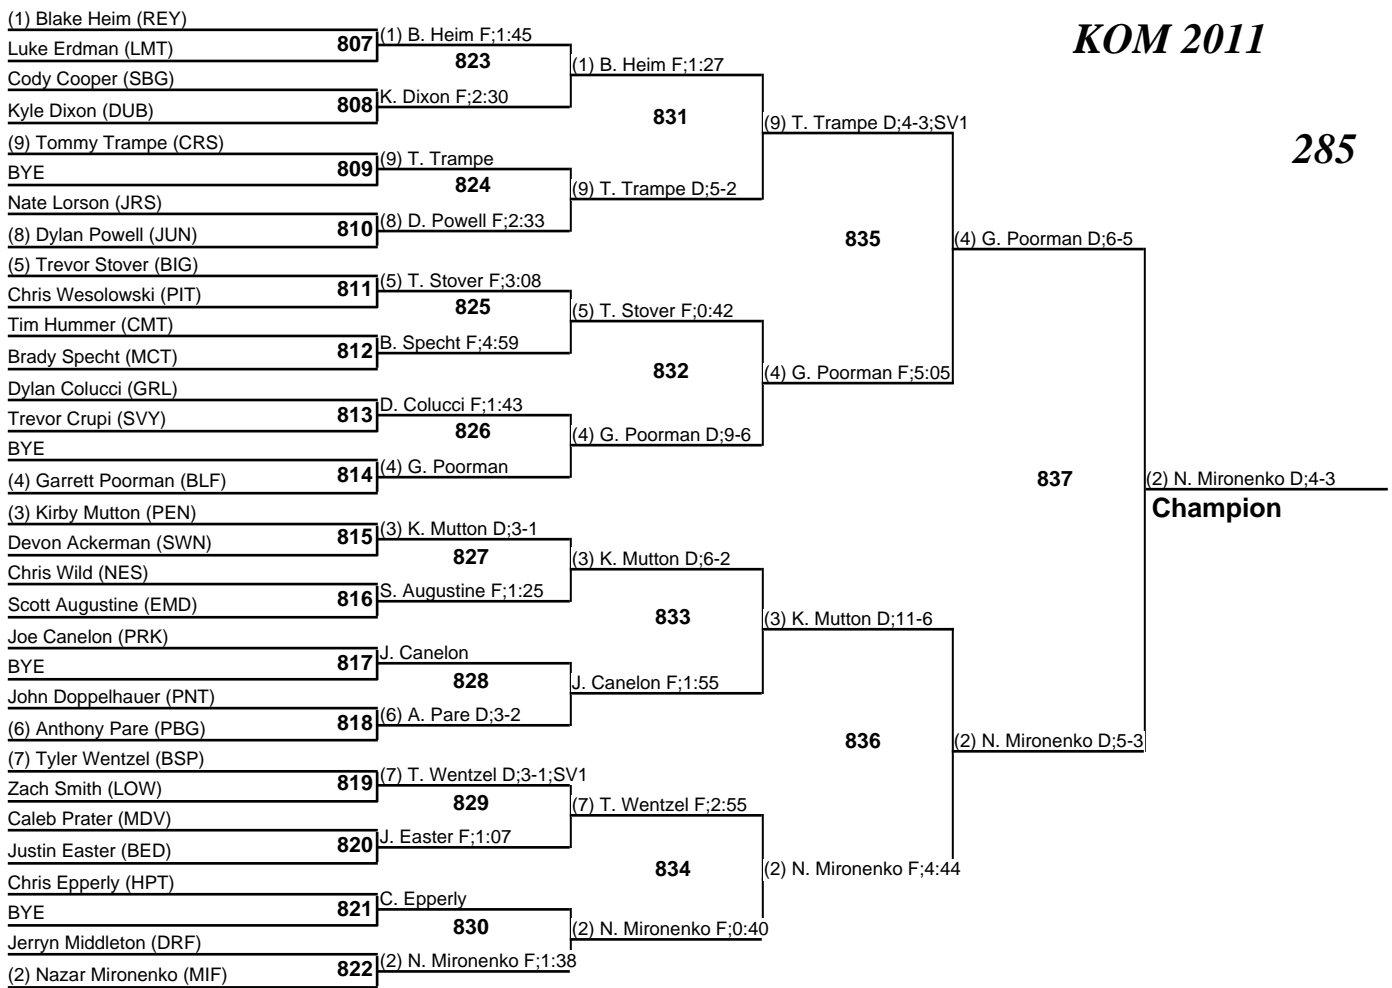 KOM 2011
285
(1) Blake Heim (REY)
Luke Erdman (LMT)
Cody Cooper (SBG)
Kyle Dixon (DUB)
(9) Tommy Trampe (CRS)
BYE
Nate Lorson (JRS)
(8) Dylan Powell (JUN)
(5) Trevor Stover (BIG)
Chris Wesolowski (PIT)
Tim Hummer (CMT)
Brady Specht (MCT)
Dylan Colucci (GRL)
Trevor Crupi (SVY)
BYE
(4) Garrett Poorman (BLF)
(3) Kirby Mutton (PEN)
Devon Ackerman (SWN)
Chris Wild (NES)
Scott Augustine (EMD)
Joe Canelon (PRK)
BYE
John Doppelhauer (PNT)
(6) Anthony Pare (PBG)
(7) Tyler Wentzel (BSP)
Zach Smith (LOW)
Caleb Prater (MDV)
Justin Easter (BED)
Chris Epperly (HPT)
BYE
Jerryn Middleton (DRF)
(2) Nazar Mironenko (MIF)
807
808
809
810
811
812
813
814
815
816
817
818
819
820
821
822
(1) B. Heim F;1:45
823
K. Dixon F;2:30
(9) T. Trampe
824
(8) D. Powell F;2:33
(5) T. Stover F;3:08
825
B. Specht F;4:59
D. Colucci F;1:43
826
(4) G. Poorman
(3) K. Mutton D;3-1
827
S. Augustine F;1:25
J. Canelon
828
(6) A. Pare D;3-2
(7) T. Wentzel D;3-1;SV1
829
J. Easter F;1:07
C. Epperly
830
(2) N. Mironenko F;1:38
(1) B. Heim F;1:27
831
(9) T. Trampe D;5-2
(5) T. Stover F;0:42
832
(4) G. Poorman D;9-6
(3) K. Mutton D;6-2
833
J. Canelon F;1:55
(7) T. Wentzel F;2:55
834
(2) N. Mironenko F;0:40
(9) T. Trampe D;4-3;SV1
835
(4) G. Poorman F;5:05
(3) K. Mutton D;11-6
836
(2) N. Mironenko F;4:44
(4) G. Poorman D;6-5
837
(2) N. Mironenko D;5-3
(2) N. Mironenko D;4-3
Champion